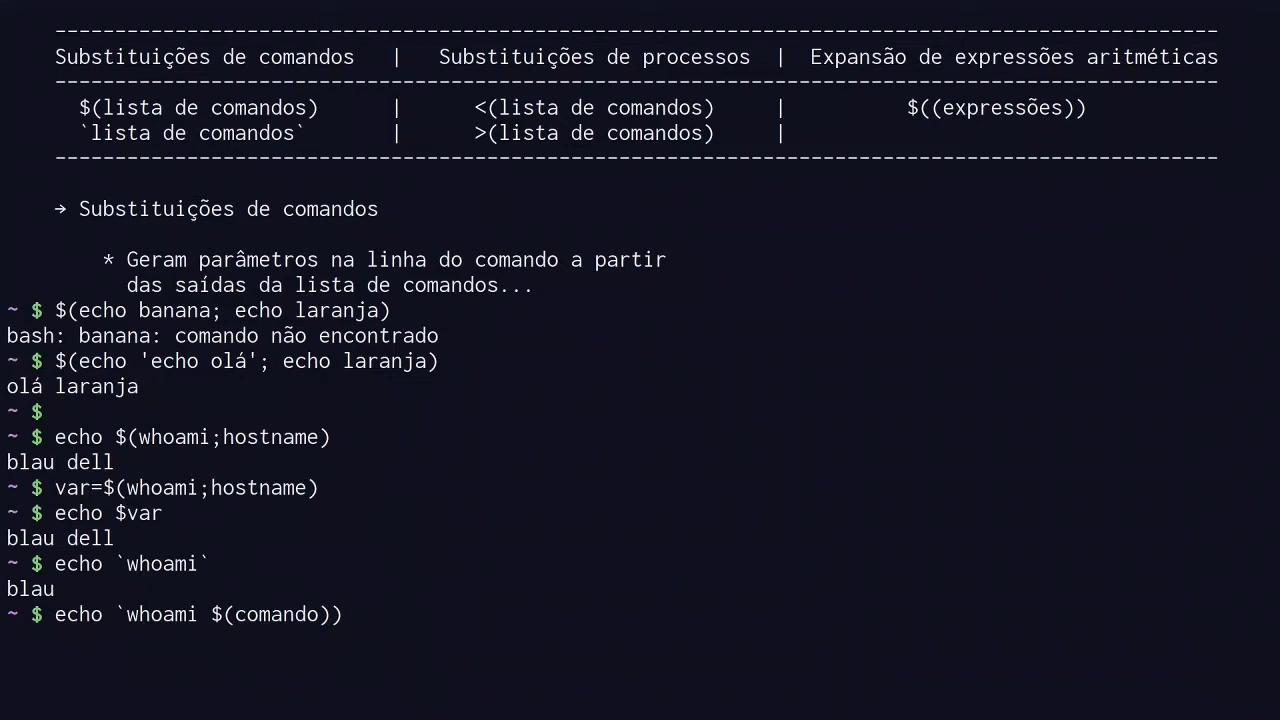 ----------------------------------------------------------------------------------
Substituições de comandos | Substituições de processos | Expansão de expressões aritméticas
----------------------------------------------------------------------------------
$(lista de comandos) | <(lista de comandos) | $((expressões))
`lista de comandos` | >(lista de comandos) |
----------------------------------------------------------------------------------
→ Substituições de comandos
* Geram parâmetros na linha do comando a partir
das saídas da lista de comandos...
~ $ $(echo banana; echo laranja)
bash: banana: comando não encontrado
~ $ $(echo 'echo olá'; echo laranja)
olá laranja
~ $
~ $ echo $(whoami;hostname)
blau dell
~ $ var=$(whoami;hostname)
~ $ echo $var
blau dell
~ $ echo `whoami`
blau
~ $ echo `whoami $(comando))